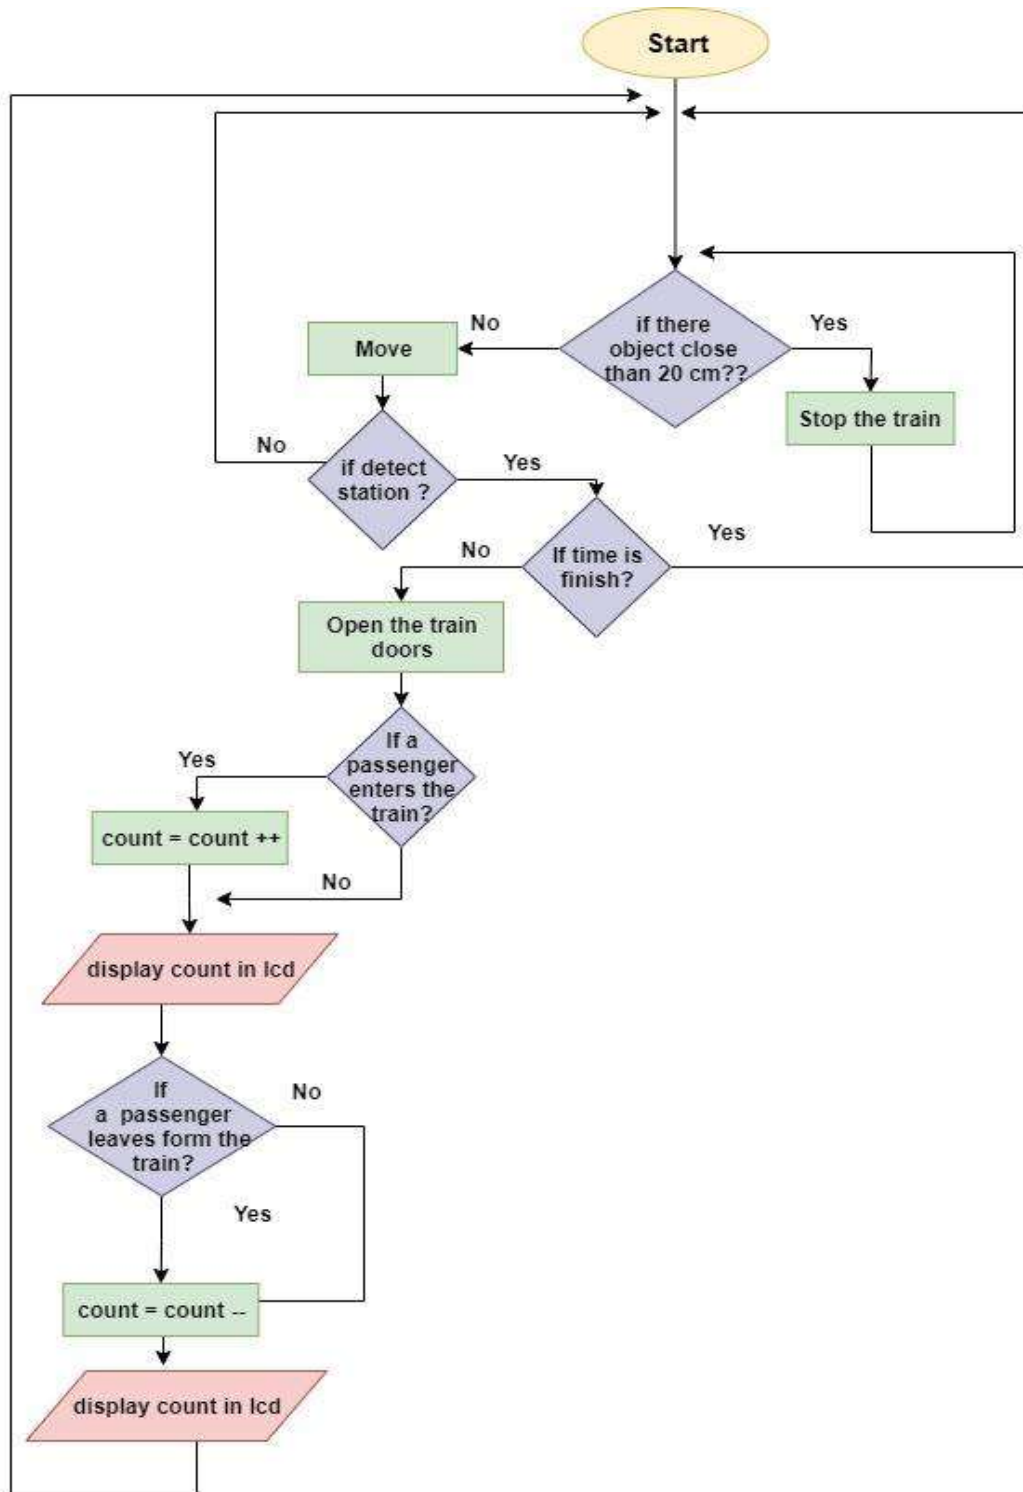 Start
if there
object close
than 20 cm??
No
Yes
Move
Stop the train
if detect
station ?
No
Yes
If time is
finish?
No
Yes
Open the train
doors
If a
passenger
enters the
train?
Yes
count = count ++
No
display count in lcd
If
a passenger
leaves form the
train?
No
Yes
count = count --
display count in lcd